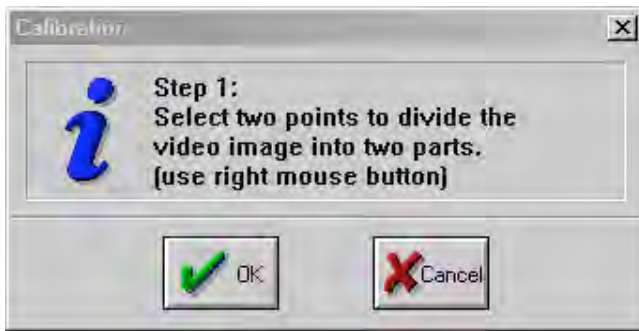 Calibration
Step 1:
Select two points to divide the
video image into two parts.
(use right mouse button)
OK
Cancel